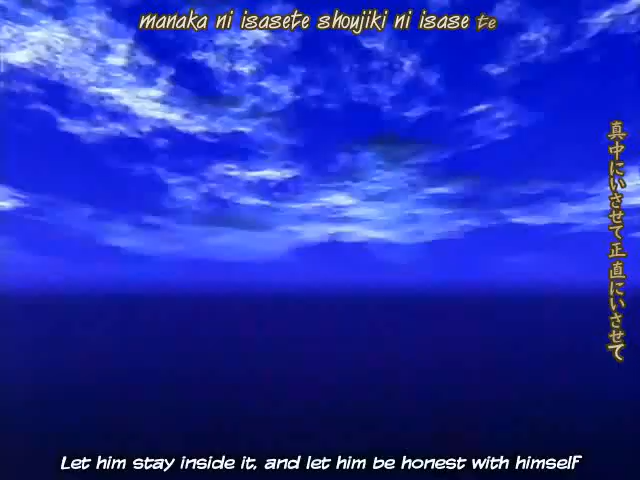 manaka ni isasete shoujiki ni isase te
真中にいさせて正直にいさせて
Let him stay inside it, and let him be honest with himself